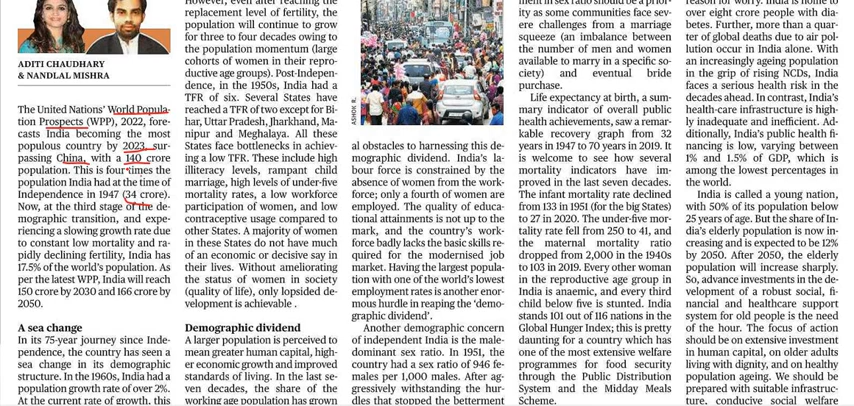 ADITI CHAUDHARY
& NANDLAL MISHRA
The United Nations' World Popula-
tion Prospects (WPP), 2022, fore-
casts India becoming the most
populous country by 2023, sur-
passing China, with a 140 crore
population. This is four times the
population India had at the time of
Independence in 1947 (34 crore).
Now, at the third stage of the de-
mographic transition, and expe-
riencing a slowing growth rate due
to constant low mortality and ra-
pidly declining fertility, India has
17.5% of the world's population. As
per the latest WPP, India will reach
150 crore by 2030 and 166 crore by
2050.
A sea change
In its 75-year journey since Inde-
pendence, the country has seen a
sea change in its demographic
structure. In the 1960s, India had a
population growth rate of over 2%.
At the current rate of growth, this
However, even after reaching the
replacement level of fertility, the
population will continue to grow
for three to four decades owing to
the population momentum (large
cohorts of women in their repro-
ductive age groups). Post-Indepen-
dence, in the 1950s, India had a
TFR of six. Several States have
reached a TFR of two except for Bi-
har, Uttar Pradesh, Jharkhand, Ma-
nipur and Meghalaya. All these
States face bottlenecks in achiev-
ing a low TFR. These include high
illiteracy levels, rampant child
marriage, high levels of under-five
mortality rates, a low workforce
participation of women, and low
contraceptive usage compared to
other States. A majority of women
in these States do not have much
of an economic or decisive say in
their lives. Without ameliorating
the status of women in society
(quality of life), only lopsided de-
velopment is achievable .
Demographic dividend
A larger population is perceived to
mean greater human capital, high-
er economic growth and improved
standards of living. In the last se-
ven decades, the share of the
working age population has grown
ASHOK R.
al obstacles to harnessing this de-
mographic dividend. India's la-
bour force is constrained by the
absence of women from the work-
force; only a fourth of women are
employed. The quality of educa-
tional attainments is not up to the
mark, and the country's work-
force badly lacks the basic skills re-
quired for the modernised job
market. Having the largest popula-
tion with one of the world's lowest
employment rates is another enor-
mous hurdle in reaping the 'demo-
graphic dividend'.
Another demographic concern
of independent India is the male-
dominant sex ratio. In 1951, the
country had a sex ratio of 946 fe-
males per 1,000 males. After ag-
gressively withstanding the hur-
dles that stopped the betterment
ment in sex ratio should be a prior-
ity as some communities face sev-
ere challenges from a marriage
squeeze (an imbalance between
the number of men and women
available to marry in a specific so-
ciety) and eventual bride
purchase.
Life expectancy at birth, a sum-
mary indicator of overall public
health achievements, saw a remar-
kable recovery graph from 32
years in 1947 to 70 years in 2019. It
is welcome to see how several
mortality indicators have im-
proved in the last seven decades.
The infant mortality rate declined
from 133 in 1951 (for the big States)
to 27 in 2020. The under-five mor-
tality rate fell from 250 to 41, and
the maternal mortality ratio
dropped from 2,000 in the 1940s
to 103 in 2019. Every other woman
in the reproductive age group in
India is anaemic, and every third
child below five is stunted. India
stands 101 out of 116 nations in the
Global Hunger Index; this is pretty
daunting for a country which has
one of the most extensive welfare
programmes for food security
through the Public Distribution
System and the Midday Meals
Scheme.
reason for worry. India is home to
over eight crore people with dia-
betes. Further, more than a quar-
ter of global deaths due to air pol-
lution occur in India alone. With
an increasingly ageing population
in the grip of rising NCDs, India
faces a serious health risk in the
decades ahead. In contrast, India's
health-care infrastructure is high-
ly inadequate and inefficient. Ad-
ditionally, India's public health fi-
nancing is low, varying between
1% and 1.5% of GDP, which is
among the lowest percentages in
the world.
India is called a young nation,
with 50% of its population below
25 years of age. But the share of In-
dia's elderly population is now in-
creasing and is expected to be 12%
by 2050. After 2050, the elderly
population will increase sharply.
So, advance investments in the de-
velopment of a robust social, fi-
nancial and healthcare support
system for old people is the need
of the hour. The focus of action
should be on extensive investment
in human capital, on older adults
living with dignity, and on healthy
population ageing. We should be
prepared with suitable infrastruc-
ture, conducive social welfare